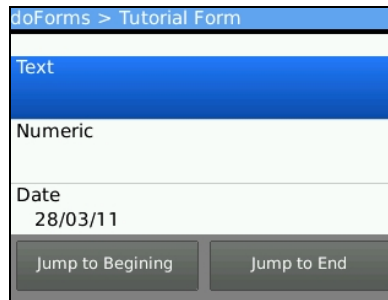 doForms > Tutorial Form
Text
Numeric
Date
28/03/11
Jump to Begining
Jump to End